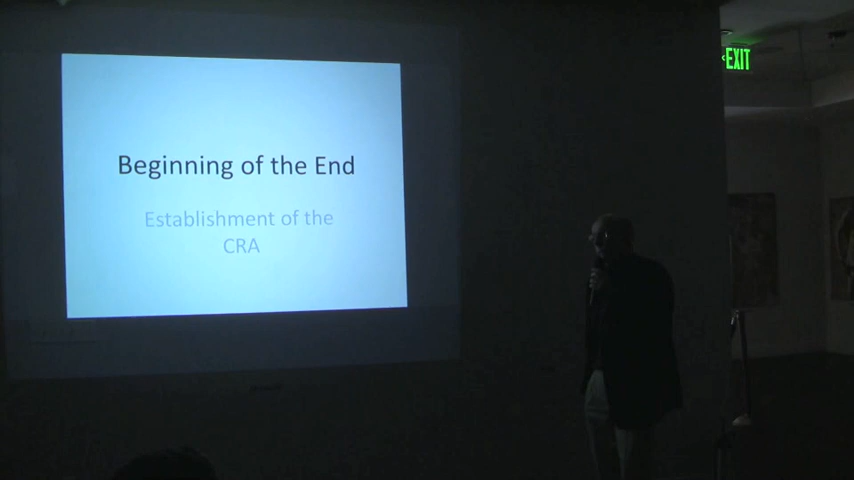 Beginning of the End
Establishment of the
CRA
EXIT